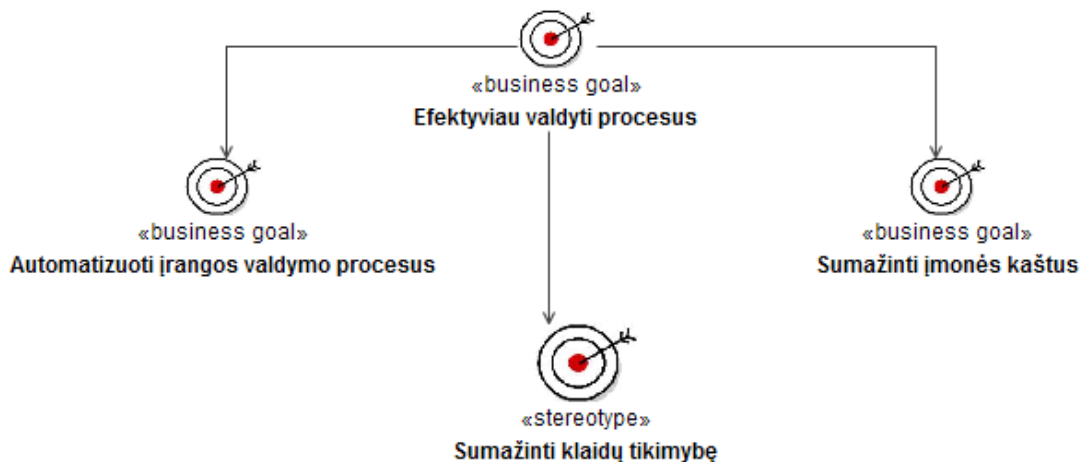 «business goal»
Efektyviau valdyti procesus
«business goal»
Automatizuoti įrangos valdymo procesus
«business goal»
Sumažinti įmonės kaštus
«stereotype»
Sumažinti klaidų tikimybę